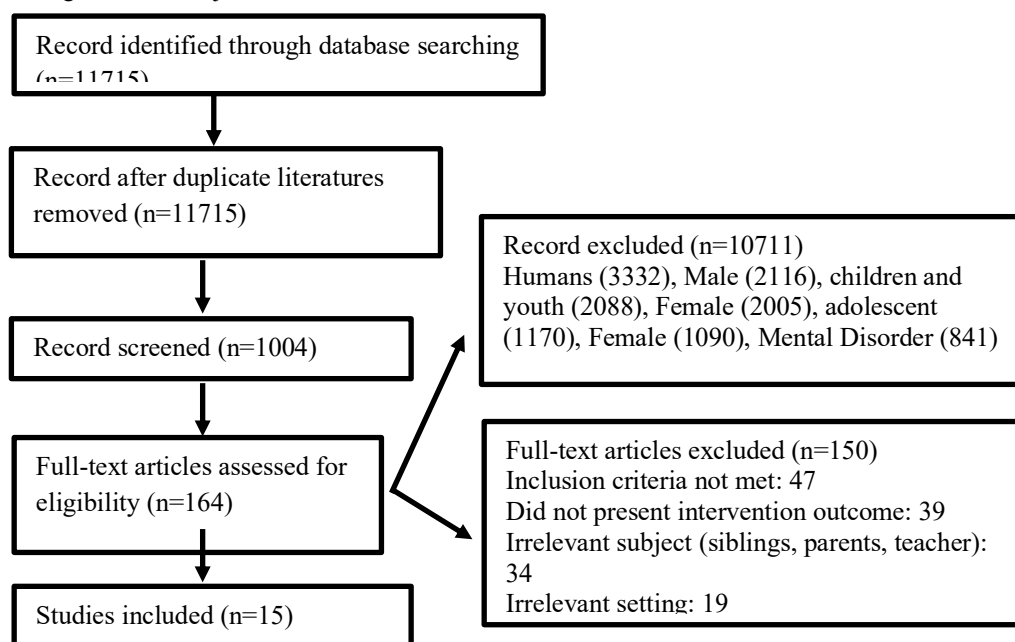 Record identified through database searching
(n=11715)
Record after duplicate literatures
removed (n=11715)
Record excluded (n=10711)
Humans (3332), Male (2116), children and
youth (2088), Female (2005), adolescent
(1170), Female (1090), Mental Disorder (841)
Record screened (n=1004)
Full-text articles assessed for
eligibility (n=164)
Full-text articles excluded (n=150)
Inclusion criteria not met: 47
Did not present intervention outcome: 39
Irrelevant subject (siblings, parents, teacher):
34
Irrelevant setting: 19
Studies included (n=15)